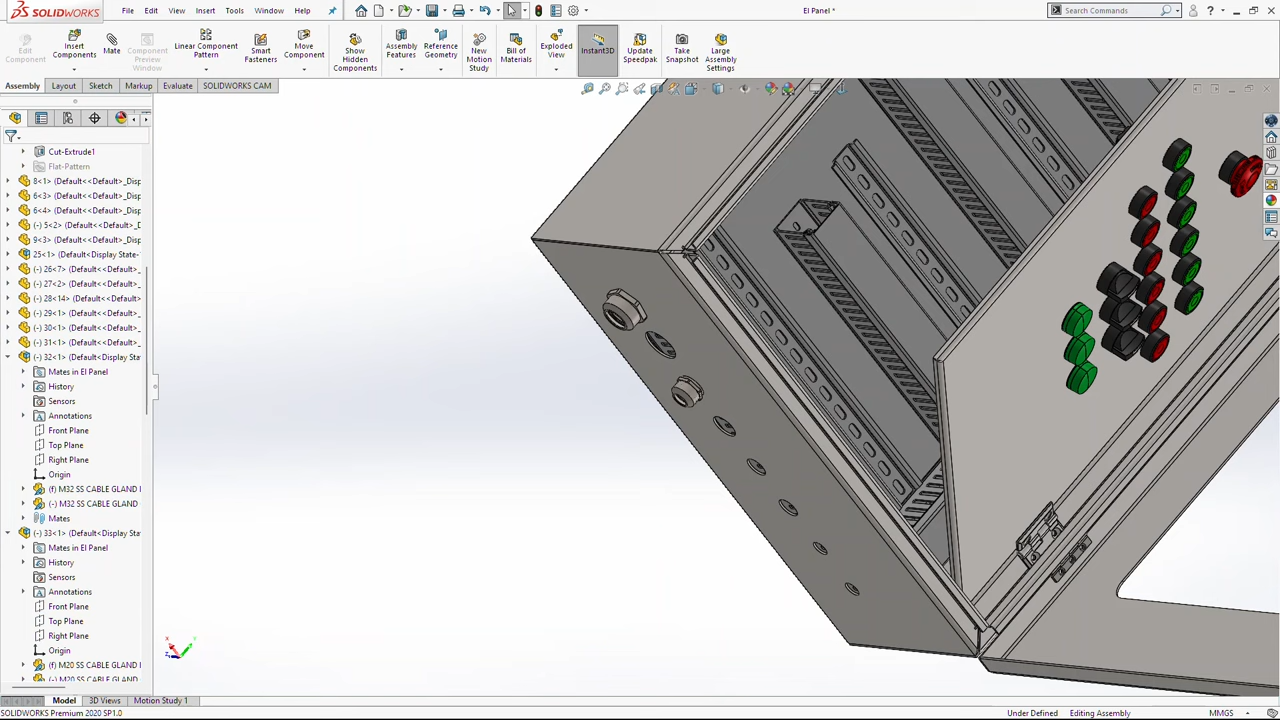 SOLIDWORKS File Edit View Insert Tools Window Help El Panel * Search Commands
Edit Component
Insert Components
Mate
Component Preview Window
Linear Component Pattern
Smart Fasteners
Move Component
Show Hidden Components
Assembly Features
Reference Geometry
New Motion Study
Bill of Materials
Exploded View
Instant3D
Update Speedpak
Take Snapshot
Large Assembly Settings
Assembly Layout Sketch Markup Evaluate SOLIDWORKS CAM
Cut-Extrude1
Flat-Pattern
8<1> (Default<<Default>_Disp
6<3> (Default<<Default>_Disp
6<4> (Default<<Default>_Disp
(-) 5<2> (Default<<Default>_
9<3> (Default<<Default>_Disp
25<1> (Default<Display State-
(-) 26<7> (Default<<Default>_
(-) 27<2> (Default<<Default>_
(-) 28<14> (Default<<Default>
(-) 29<1> (Default<<Default>_
(-) 30<1> (Default<<Default>_
(-) 31<1> (Default<<Default>_
(-) 32<1> (Default<Display Sta
Mates in El Panel
History
Sensors
Annotations
Front Plane
Top Plane
Right Plane
Origin
(f) M32 SS CABLE GLAND
(-) M32 SS CABLE GLAND
Mates
(-) 33<1> (Default<Display Sta
Mates in El Panel
History
Sensors
Annotations
Front Plane
Top Plane
Right Plane
Origin
(f) M20 SS CABLE GLAND
(-) M20 SS CABLE GLAND
Model 3D Views Motion Study 1
SOLIDWORKS Premium 2020 SP1.0 Under Defined Editing Assembly MMGS